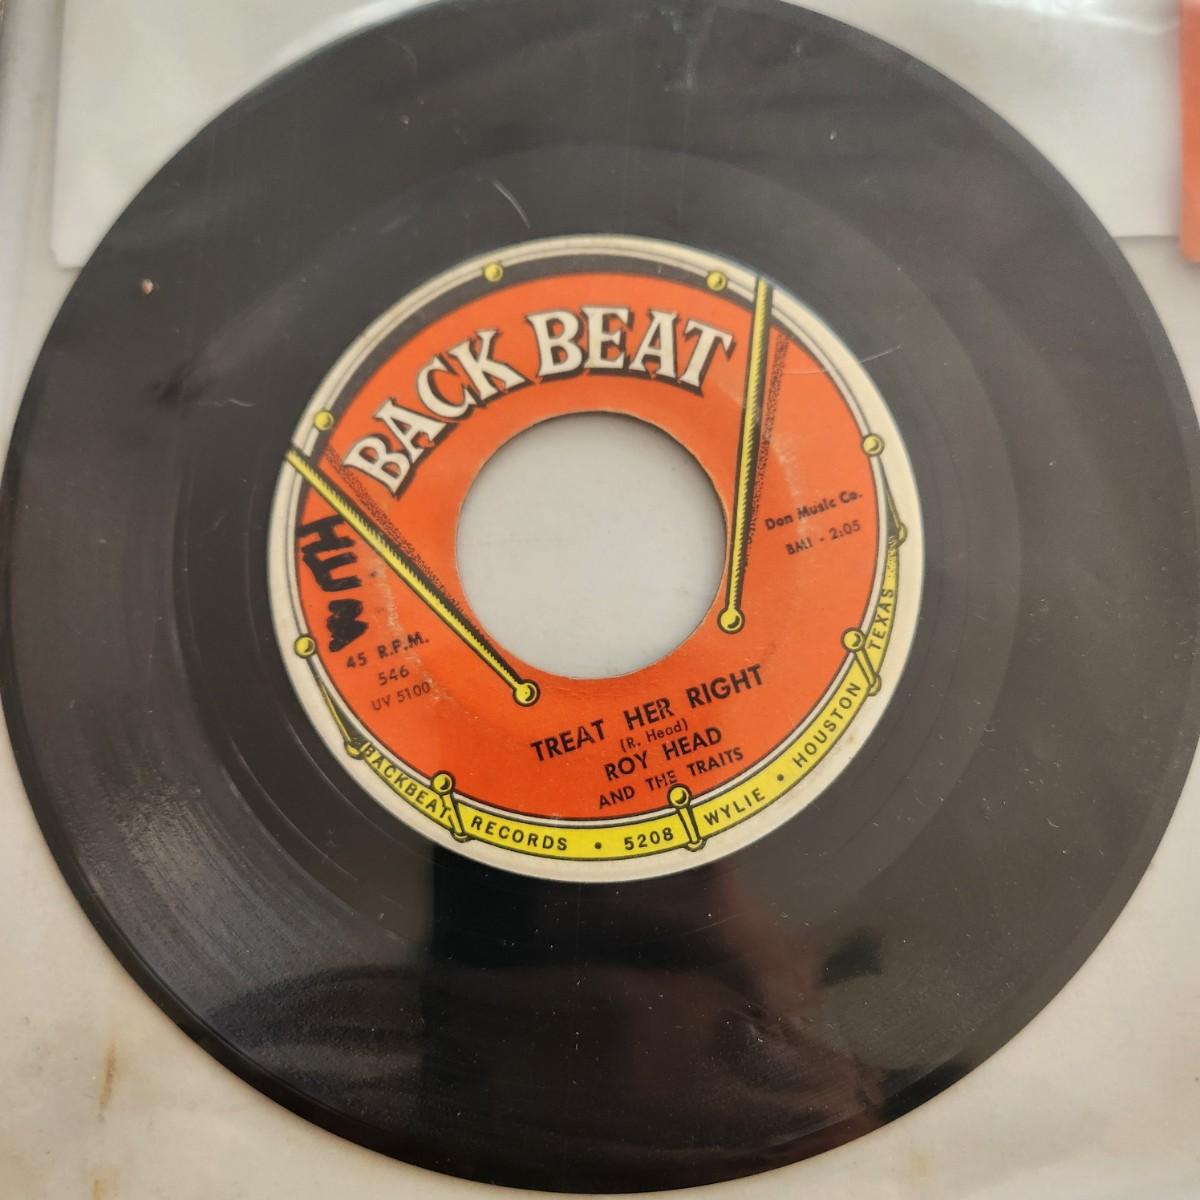 BACK BEAT
Don Music Co.
BMI - 2:05
45 R.P.M.
546
UV 5100
TREAT HER RIGHT
(R. Head)
ROY HEAD
AND THE TRAITS
BACKBEAT RECORDS • 5208 WYLIE • HOUSTON TEXAS